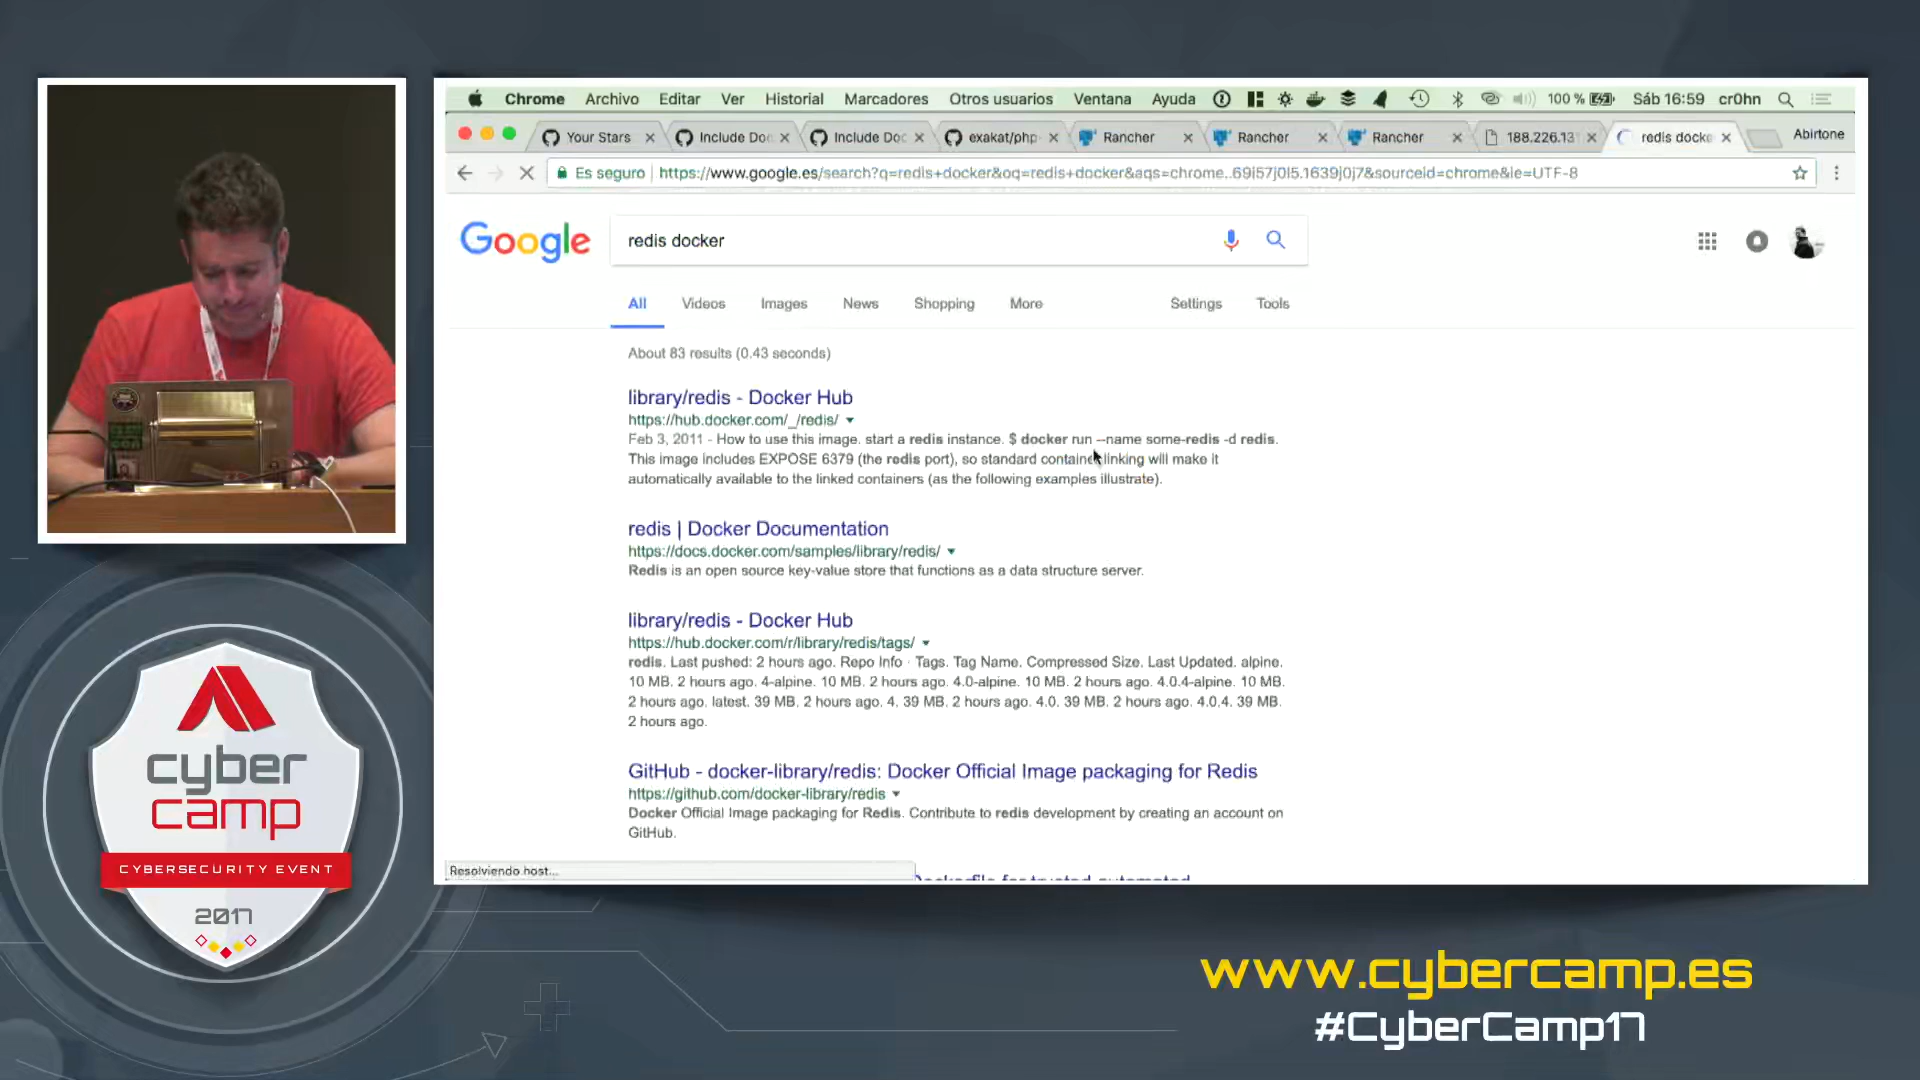 Chrome Archivo Editar Ver Historial Marcadores Otros usuarios Ventana Ayuda 100 % Sáb 16:59 cr0hn
Your Stars Include Doc Include Doc exakat/php- Rancher Rancher Rancher 188.226.131 redis docke Abirtone
Es seguro https://www.google.es/search?q=redis+docker&oq=redis+docker&aqs=chrome..69i57j0l5.1639j0j7&sourceid=chrome&ie=UTF-8
Google redis docker
All Videos Images News Shopping More Settings Tools
About 83 results (0.43 seconds)
library/redis - Docker Hub
https://hub.docker.com/_/redis/
Feb 3, 2011 - How to use this image. start a redis instance. $ docker run --name some-redis -d redis.
This image includes EXPOSE 6379 (the redis port), so standard container linking will make it
automatically available to the linked containers (as the following examples illustrate).
redis | Docker Documentation
https://docs.docker.com/samples/library/redis/
Redis is an open source key-value store that functions as a data structure server.
library/redis - Docker Hub
https://hub.docker.com/r/library/redis/tags/
redis. Last pushed: 2 hours ago. Repo Info · Tags. Tag Name. Compressed Size. Last Updated. alpine.
10 MB. 2 hours ago. 4-alpine. 10 MB. 2 hours ago. 4.0-alpine. 10 MB. 2 hours ago. 4.0.4-alpine. 10 MB.
2 hours ago. latest. 39 MB. 2 hours ago. 4. 39 MB. 2 hours ago. 4.0. 39 MB. 2 hours ago. 4.0.4. 39 MB.
2 hours ago.
GitHub - docker-library/redis: Docker Official Image packaging for Redis
https://github.com/docker-library/redis
Docker Official Image packaging for Redis. Contribute to redis development by creating an account on
GitHub.
Resolviendo host...
Dockerfile for trusted automated
cyber
camp
CYBERSECURITY EVENT
2017
www.cybercamp.es
#CyberCamp17